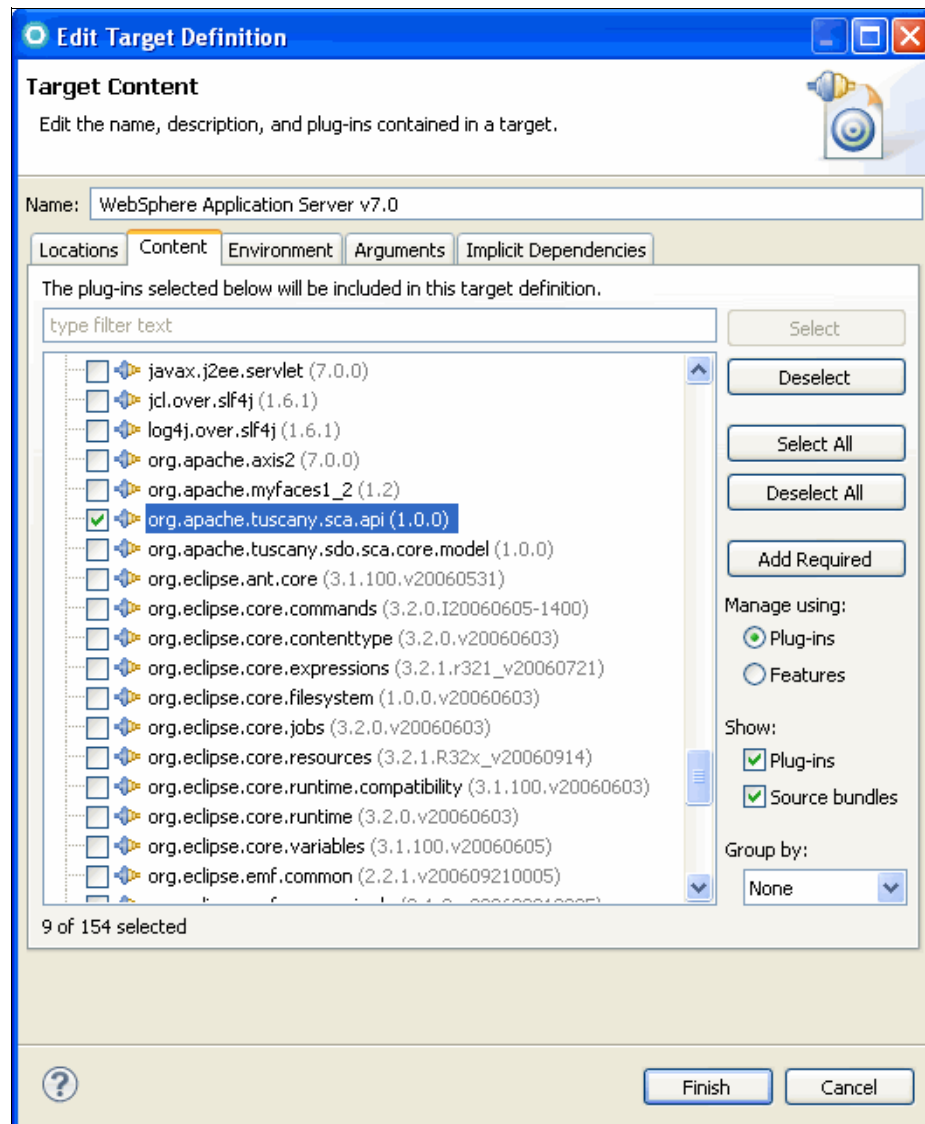 Edit Target Definition
Target Content
Edit the name, description, and plug-ins contained in a target.
Name: WebSphere Application Server v7.0
Locations Content Environment Arguments Implicit Dependencies
The plug-ins selected below will be included in this target definition.
type filter text
Select
javax.j2ee.servlet (7.0.0)
Deselect
jcl.over.slf4j (1.6.1)
log4j.over.slf4j (1.6.1)
Select All
org.apache.axis2 (7.0.0)
org.apache.myfaces1_2 (1.2)
Deselect All
org.apache.tuscany.sca.api (1.0.0)
org.apache.tuscany.sdo.sca.core.model (1.0.0)
Add Required
org.eclipse.ant.core (3.1.100.v20060531)
org.eclipse.core.commands (3.2.0.I20060605-1400)
Manage using:
org.eclipse.core.contenttype (3.2.0.v20060603)
Plug-ins
org.eclipse.core.expressions (3.2.1.r321_v20060721)
Features
org.eclipse.core.filesystem (1.0.0.v20060603)
org.eclipse.core.jobs (3.2.0.v20060603)
Show:
org.eclipse.core.resources (3.2.1.R32x_v20060914)
Plug-ins
org.eclipse.core.runtime.compatibility (3.1.100.v20060603)
Source bundles
org.eclipse.core.runtime (3.2.0.v20060603)
org.eclipse.core.variables (3.1.100.v20060605)
Group by:
org.eclipse.emf.common (2.2.1.v200609210005)
None
9 of 154 selected
?
Finish Cancel